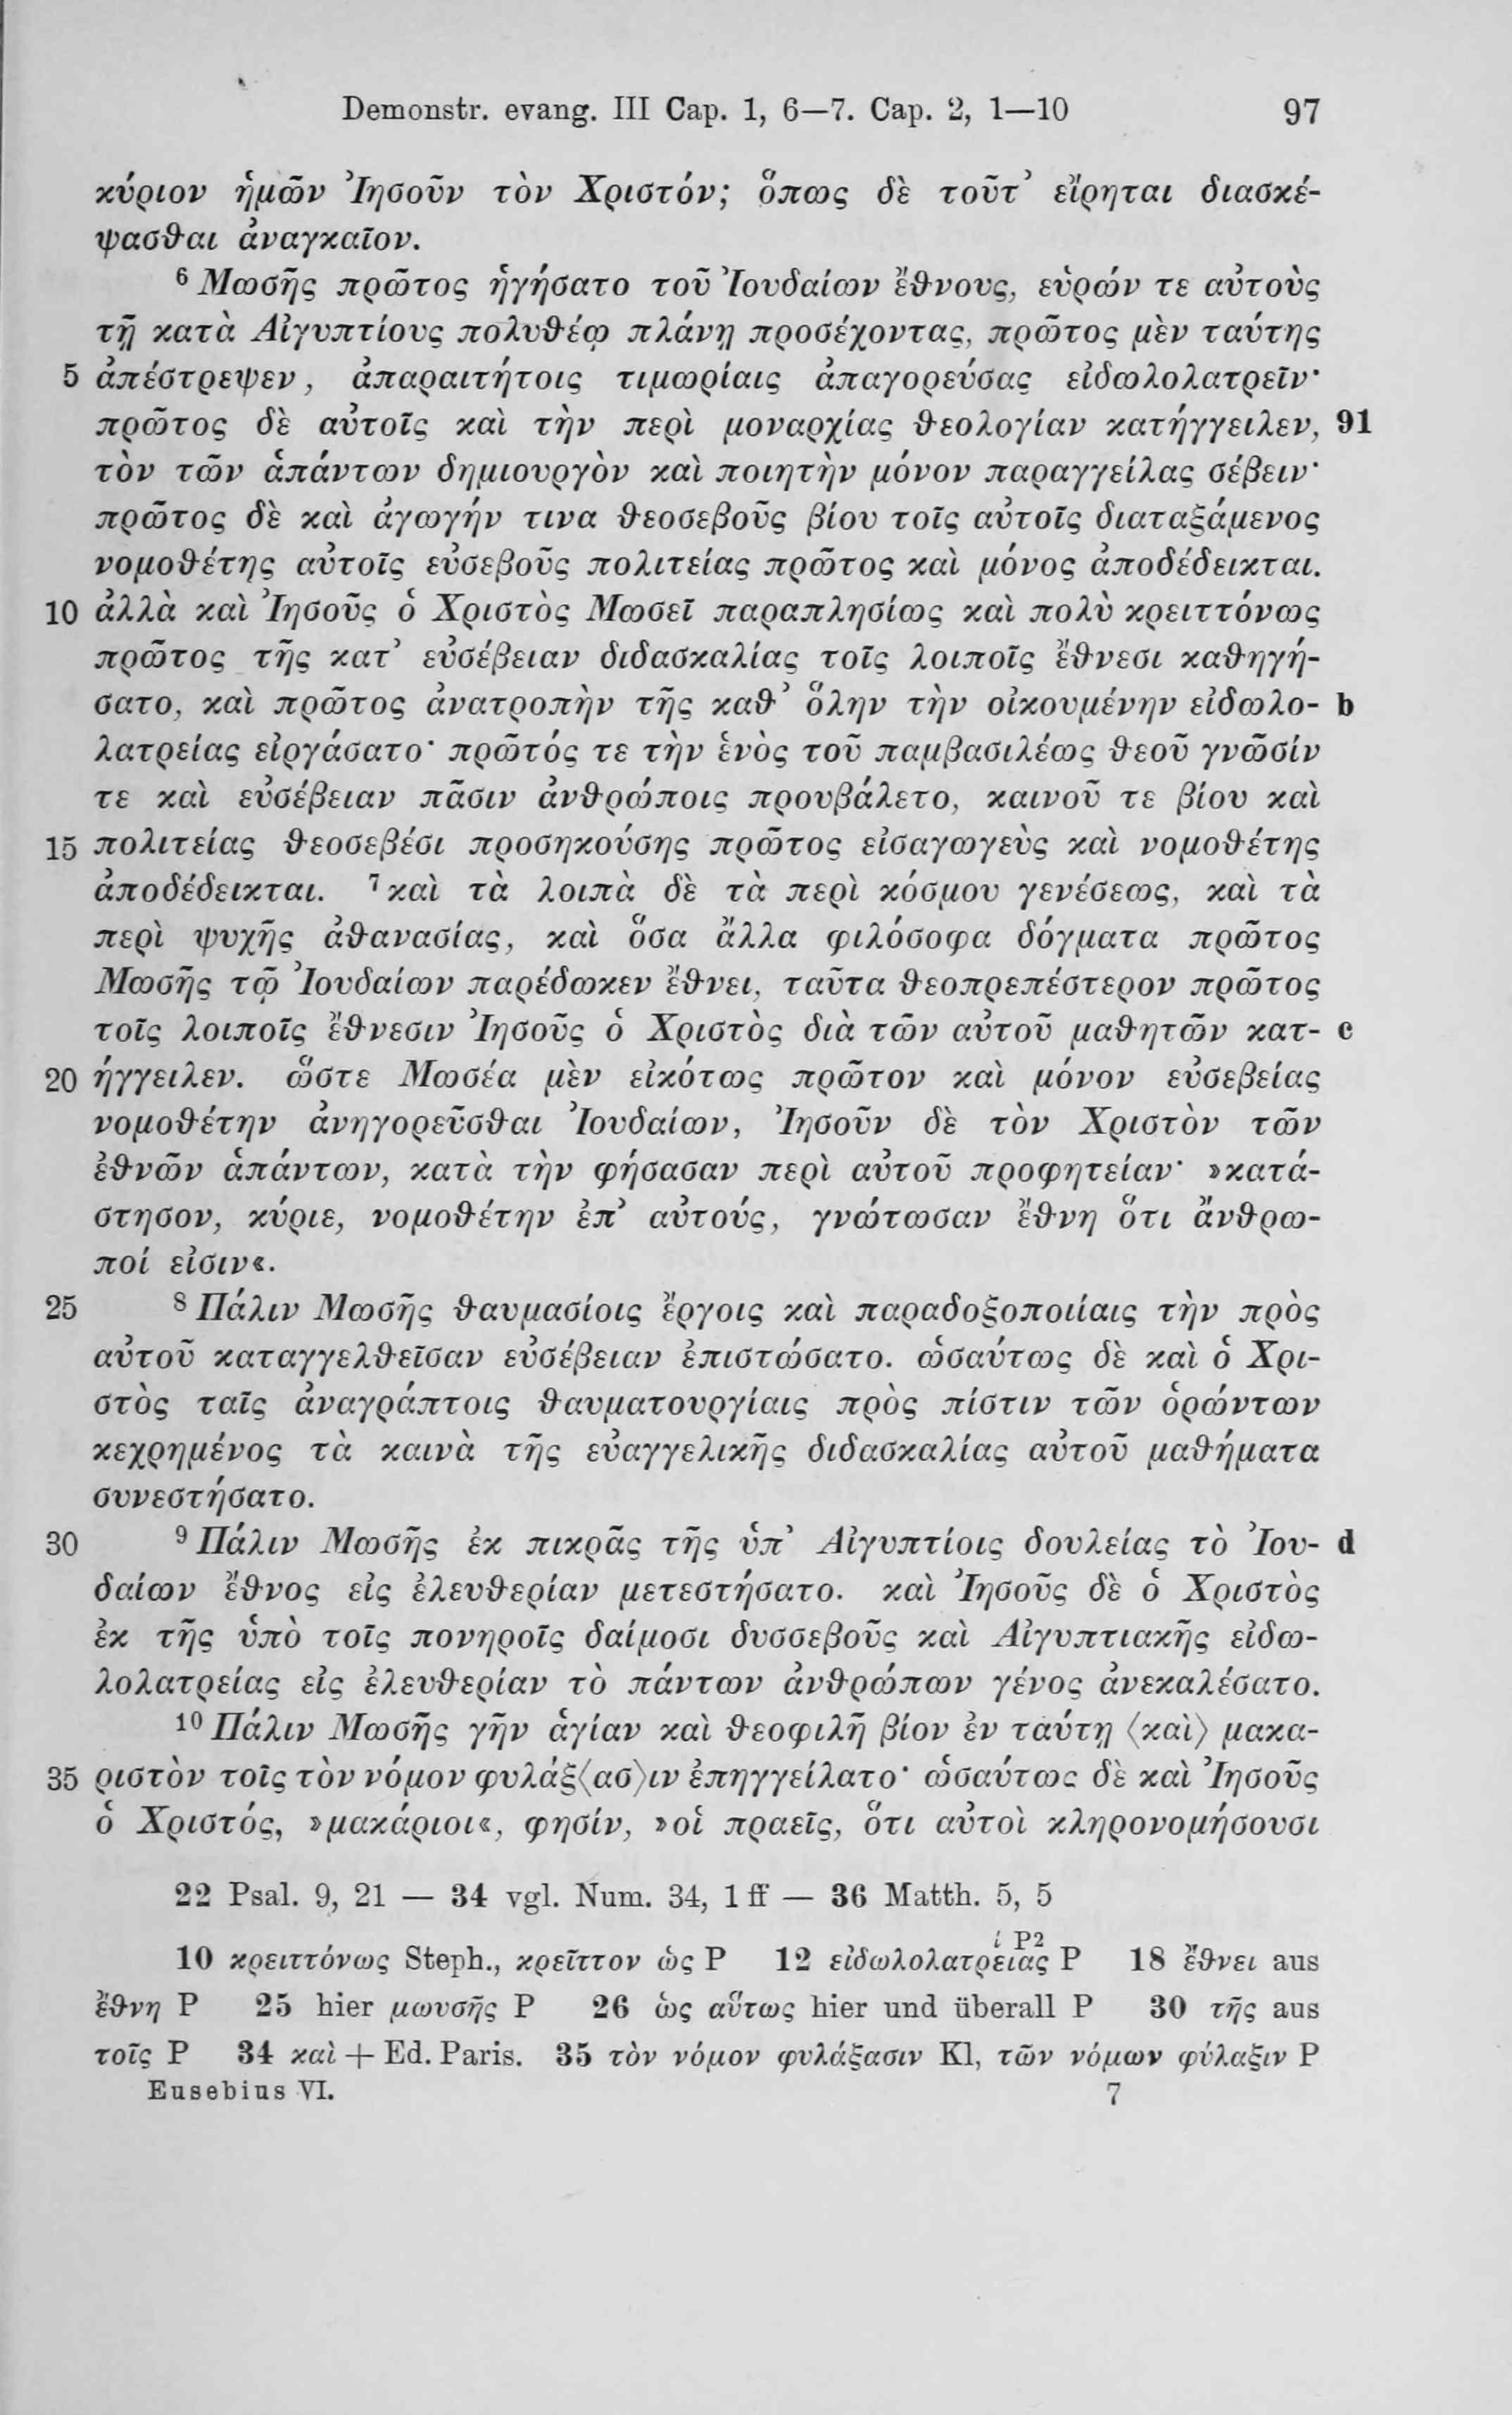 Demonstr. evang. III Cap. 1, 6—7. Cap. 2, 1—10 97
κύριον ἡμῶν Ἰησοῦν τὸν Χριστόν; ὅπως δὲ τοῦτ’ εἴρηται διασκέ-
ψασθαι ἀναγκαῖον.
⁶ Μωσῆς πρῶτος ἡγήσατο τοῦ Ἰουδαίων ἔθνους, εὑρών τε αὐτοὺς
τῇ κατὰ Αἰγυπτίους πολυθέῳ πλάνῃ προσέχοντας, πρῶτος μὲν ταύτης
5 ἀπέστρεψεν, ἀπαραιτήτοις τιμωρίαις ἀπαγορεύσας εἰδωλολατρεῖν·
πρῶτος δὲ αὐτοῖς καὶ τὴν περὶ μοναρχίας θεολογίαν κατήγγειλεν, 91
τὸν τῶν ἁπάντων δημιουργὸν καὶ ποιητὴν μόνον παραγγείλας σέβειν·
πρῶτος δὲ καὶ ἀγωγήν τινα θεοσεβοῦς βίου τοῖς αὐτοῖς διαταξάμενος
νομοθέτης αὐτοῖς εὐσεβοῦς πολιτείας πρῶτος καὶ μόνος ἀποδέδεικται.
10 ἀλλὰ καὶ Ἰησοῦς ὁ Χριστὸς Μωσεῖ παραπλησίως καὶ πολὺ κρειττόνως
πρῶτος τῆς κατ’ εὐσέβειαν διδασκαλίας τοῖς λοιποῖς ἔθνεσι καθηγή-
σατο, καὶ πρῶτος ἀνατροπὴν τῆς καθ’ ὅλην τὴν οἰκουμένην εἰδωλο- b
λατρείας εἰργάσατο· πρῶτός τε τὴν ἑνὸς τοῦ παμβασιλέως θεοῦ γνῶσίν
τε καὶ εὐσέβειαν πᾶσιν ἀνθρώποις προυβάλετο, καινοῦ τε βίου καὶ
15 πολιτείας θεοσεβέσι προσηκούσης πρῶτος εἰσαγωγεὺς καὶ νομοθέτης
ἀποδέδεικται. ⁷ καὶ τὰ λοιπὰ δὲ τὰ περὶ κόσμου γενέσεως, καὶ τὰ
περὶ ψυχῆς ἀθανασίας, καὶ ὅσα ἄλλα φιλόσοφα δόγματα πρῶτος
Μωσῆς τῷ Ἰουδαίων παρέδωκεν ἔθνει, ταῦτα θεοπρεπέστερον πρῶτος
τοῖς λοιποῖς ἔθνεσιν Ἰησοῦς ὁ Χριστὸς διὰ τῶν αὐτοῦ μαθητῶν κατ- c
20 ήγγειλεν. ὥστε Μωσέα μὲν εἰκότως πρῶτον καὶ μόνον εὐσεβείας
νομοθέτην ἀνηγορεῦσθαι Ἰουδαίων, Ἰησοῦν δὲ τὸν Χριστὸν τῶν
ἐθνῶν ἁπάντων, κατὰ τὴν φήσασαν περὶ αὐτοῦ προφητείαν· »κατά-
στησον, κύριε, νομοθέτην ἐπ’ αὐτούς, γνώτωσαν ἔθνη ὅτι ἄνθρω-
ποί εἰσιν«.
25 ⁸ Πάλιν Μωσῆς θαυμασίοις ἔργοις καὶ παραδοξοποιίαις τὴν πρὸς
αὐτοῦ καταγγελθεῖσαν εὐσέβειαν ἐπιστώσατο. ὡσαύτως δὲ καὶ ὁ Χρι-
στὸς ταῖς ἀναγράπτοις θαυματουργίαις πρὸς πίστιν τῶν ὁρώντων
κεχρημένος τὰ καινὰ τῆς εὐαγγελικῆς διδασκαλίας αὐτοῦ μαθήματα
συνεστήσατο.
30 ⁹ Πάλιν Μωσῆς ἐκ πικρᾶς τῆς ὑπ’ Αἰγυπτίοις δουλείας τὸ Ἰου- d
δαίων ἔθνος εἰς ἐλευθερίαν μετεστήσατο. καὶ Ἰησοῦς δὲ ὁ Χριστὸς
ἐκ τῆς ὑπὸ τοῖς πονηροῖς δαίμοσι δυσσεβοῦς καὶ Αἰγυπτιακῆς εἰδω-
λολατρείας εἰς ἐλευθερίαν τὸ πάντων ἀνθρώπων γένος ἀνεκαλέσατο.
¹⁰ Πάλιν Μωσῆς γῆν ἁγίαν καὶ θεοφιλῆ βίον ἐν ταύτῃ ⟨καὶ⟩ μακα-
35 ριστὸν τοῖς τὸν νόμον φυλάξ⟨ασ⟩ιν ἐπηγγείλατο· ὡσαύτως δὲ καὶ Ἰησοῦς
ὁ Χριστός, »μακάριοι«, φησίν, »οἱ πραεῖς, ὅτι αὐτοὶ κληρονομήσουσι
22 Psal. 9, 21 — 34 vgl. Num. 34, 1 ff — 36 Matth. 5, 5
ι P2
10 κρειττόνως Steph., κρεῖττον ὡς P 12 εἰδωλολατρείας P 18 ἔθνει aus
ἔθνη P 25 hier μωυσῆς P 26 ὡς αὕτως hier und überall P 30 τῆς aus
τοῖς P 34 καὶ + Ed. Paris. 35 τὸν νόμον φυλάξασιν Kl, τῶν νόμων φύλαξιν P
Eusebius VI. 7